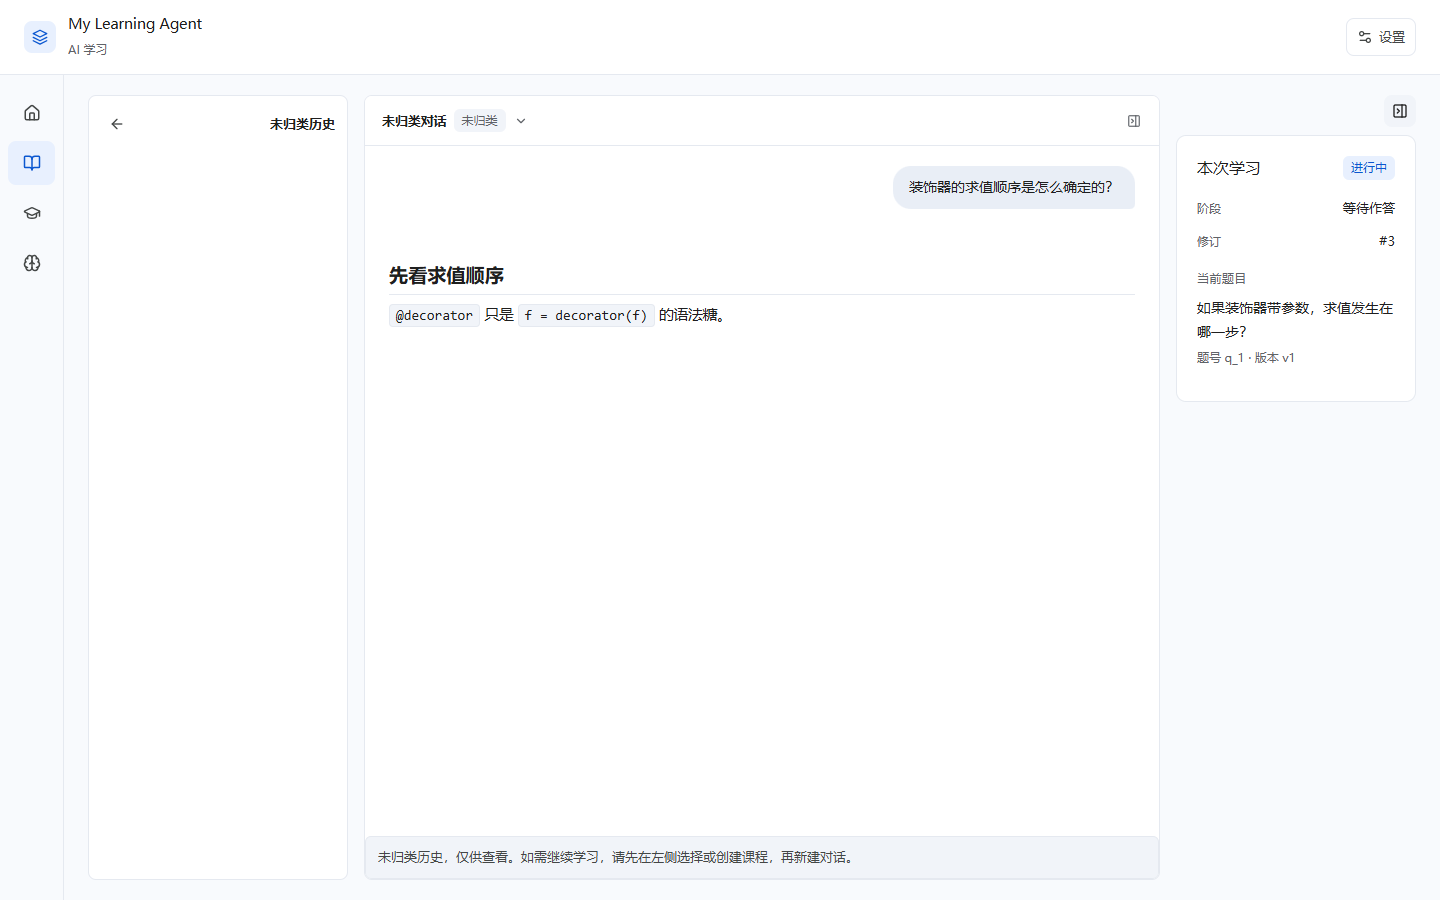 My Learning Agent
AI 学习
设置
未归类历史
未归类对话 未归类
装饰器的求值顺序是怎么确定的？
先看求值顺序
@decorator 只是 f = decorator(f) 的语法糖。
未归类历史，仅供查看。如需继续学习，请先在左侧选择或创建课程，再新建对话。
本次学习 进行中
阶段 等待作答
修订 #3
当前题目
如果装饰器带参数，求值发生在
哪一步？
题号 q_1 · 版本 v1